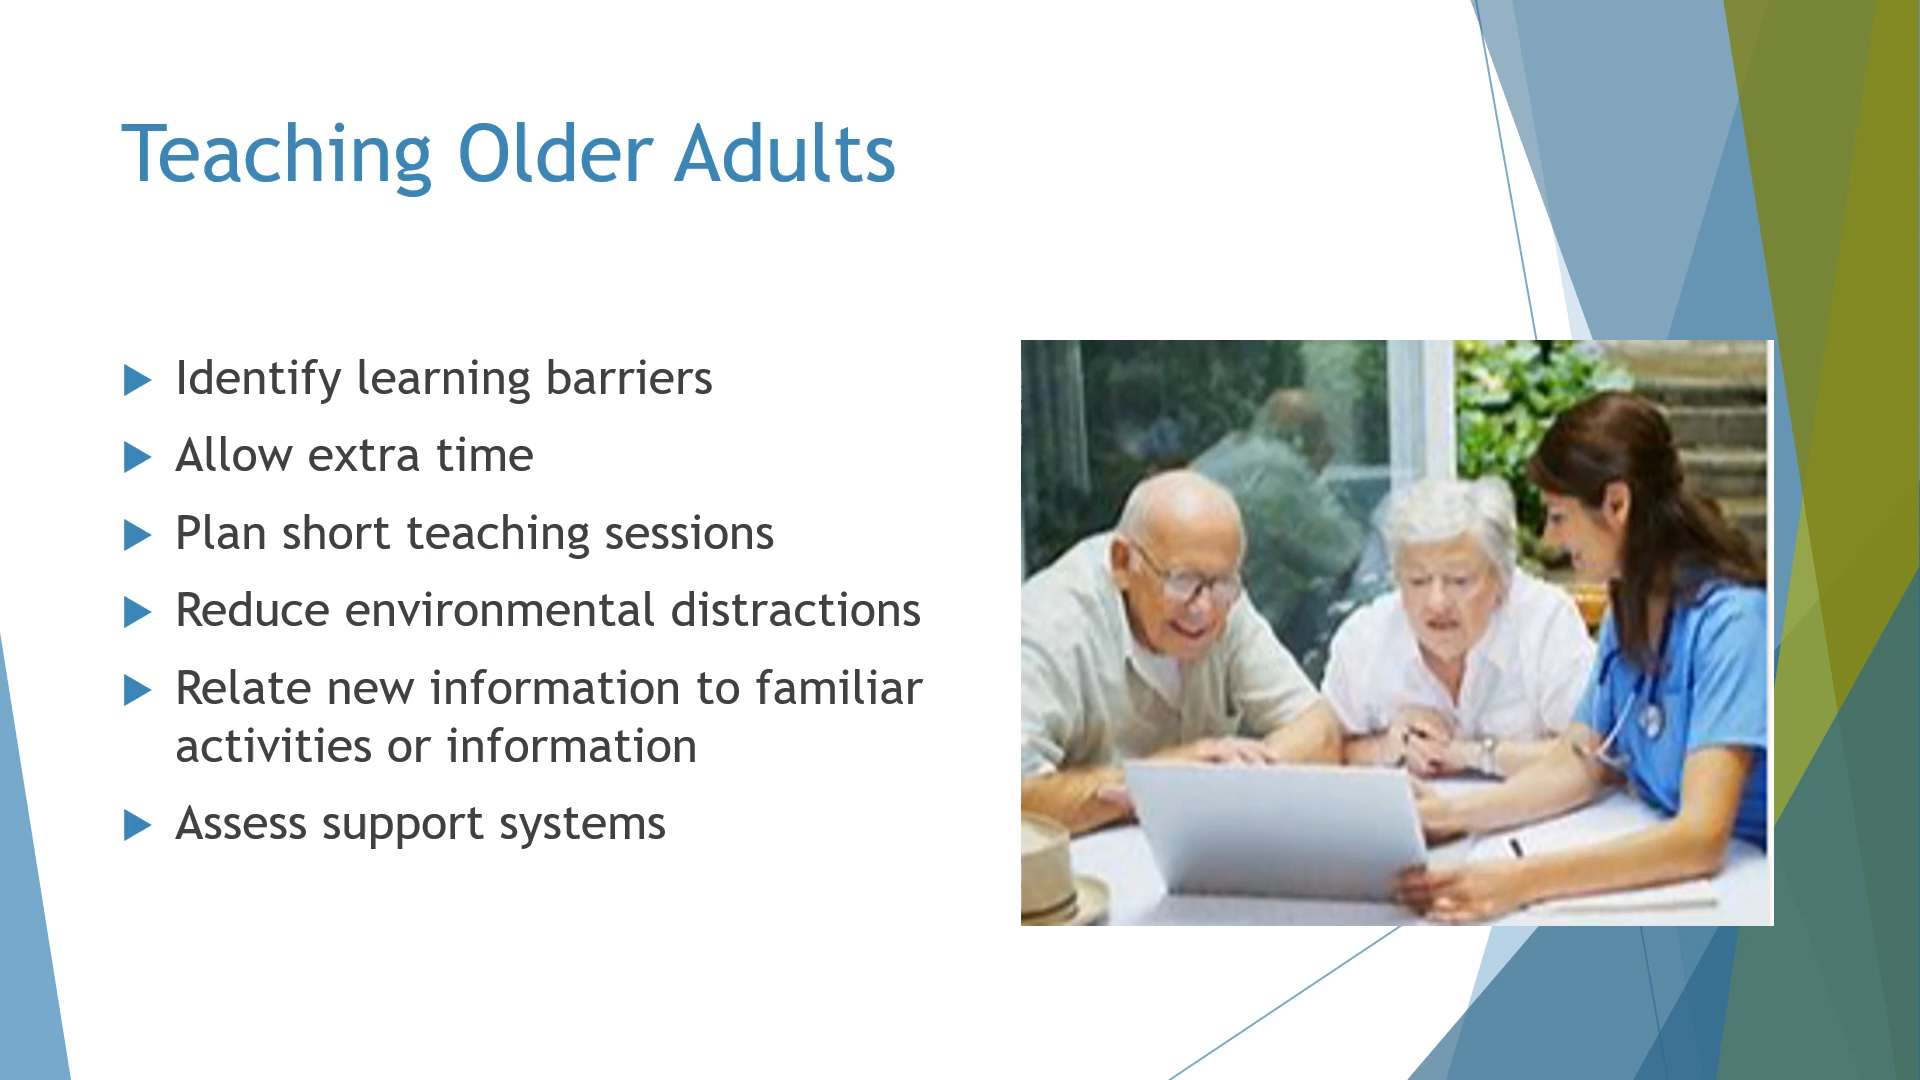 Teaching Older Adults
Identify learning barriers
Allow extra time
Plan short teaching sessions
Reduce environmental distractions
Relate new information to familiar
activities or information
Assess support systems